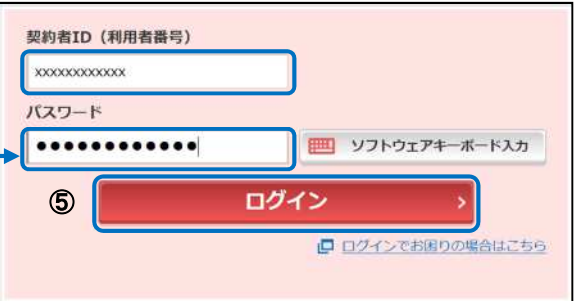 契約者ID（利用者番号）
xxxxxxxxxxxx
パスワード
●●●●●●●●●●●●
ソフトウェアキーボード入力
⑤
ログイン
ログインでお困りの場合はこちら